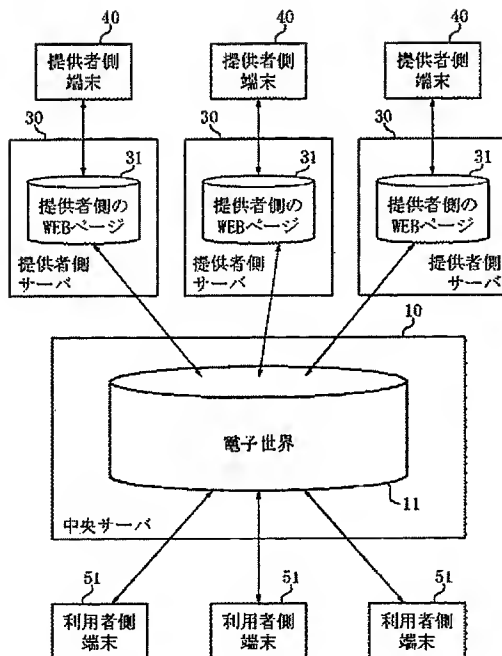 40
40
40
提供者側
端末
提供者側
端末
提供者側
端末
30
30
30
31
31
31
提供者側の
WEBページ
提供者側の
WEBページ
提供者側の
WEBページ
提供者側
サーバ
提供者側
サーバ
提供者側
サーバ
10
電子世界
11
中央サーバ
51
51
51
利用者側
端末
利用者側
端末
利用者側
端末